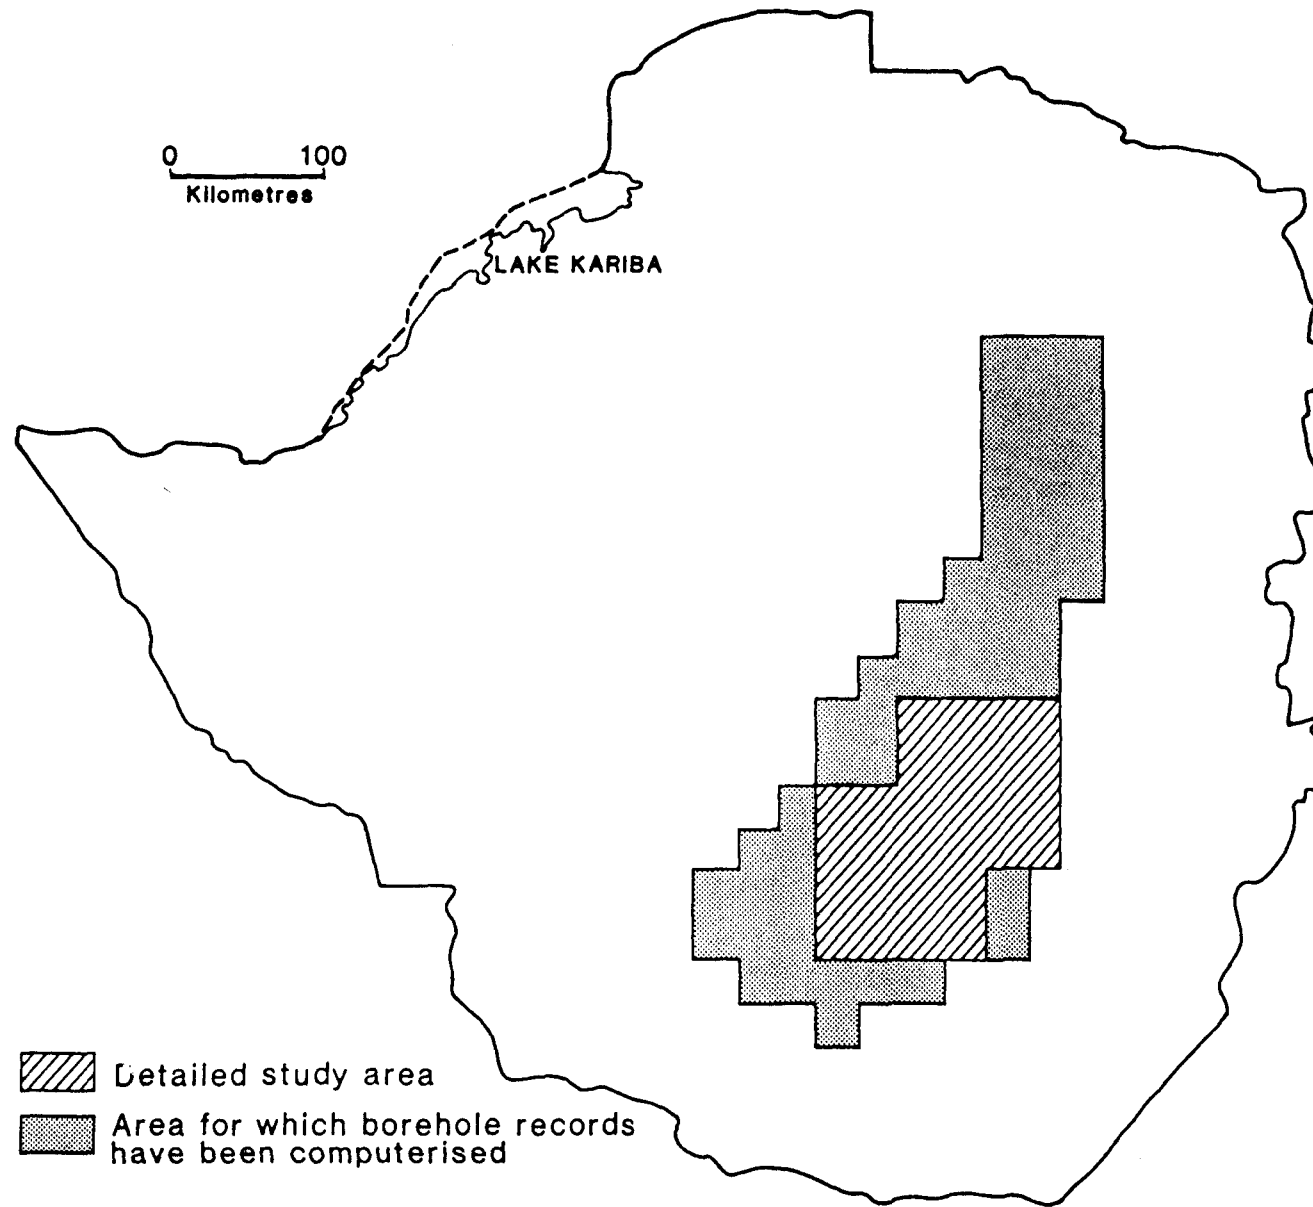 0 100
Kilometres
LAKE KARIBA
Detailed study area
Area for which borehole records
have been computerised